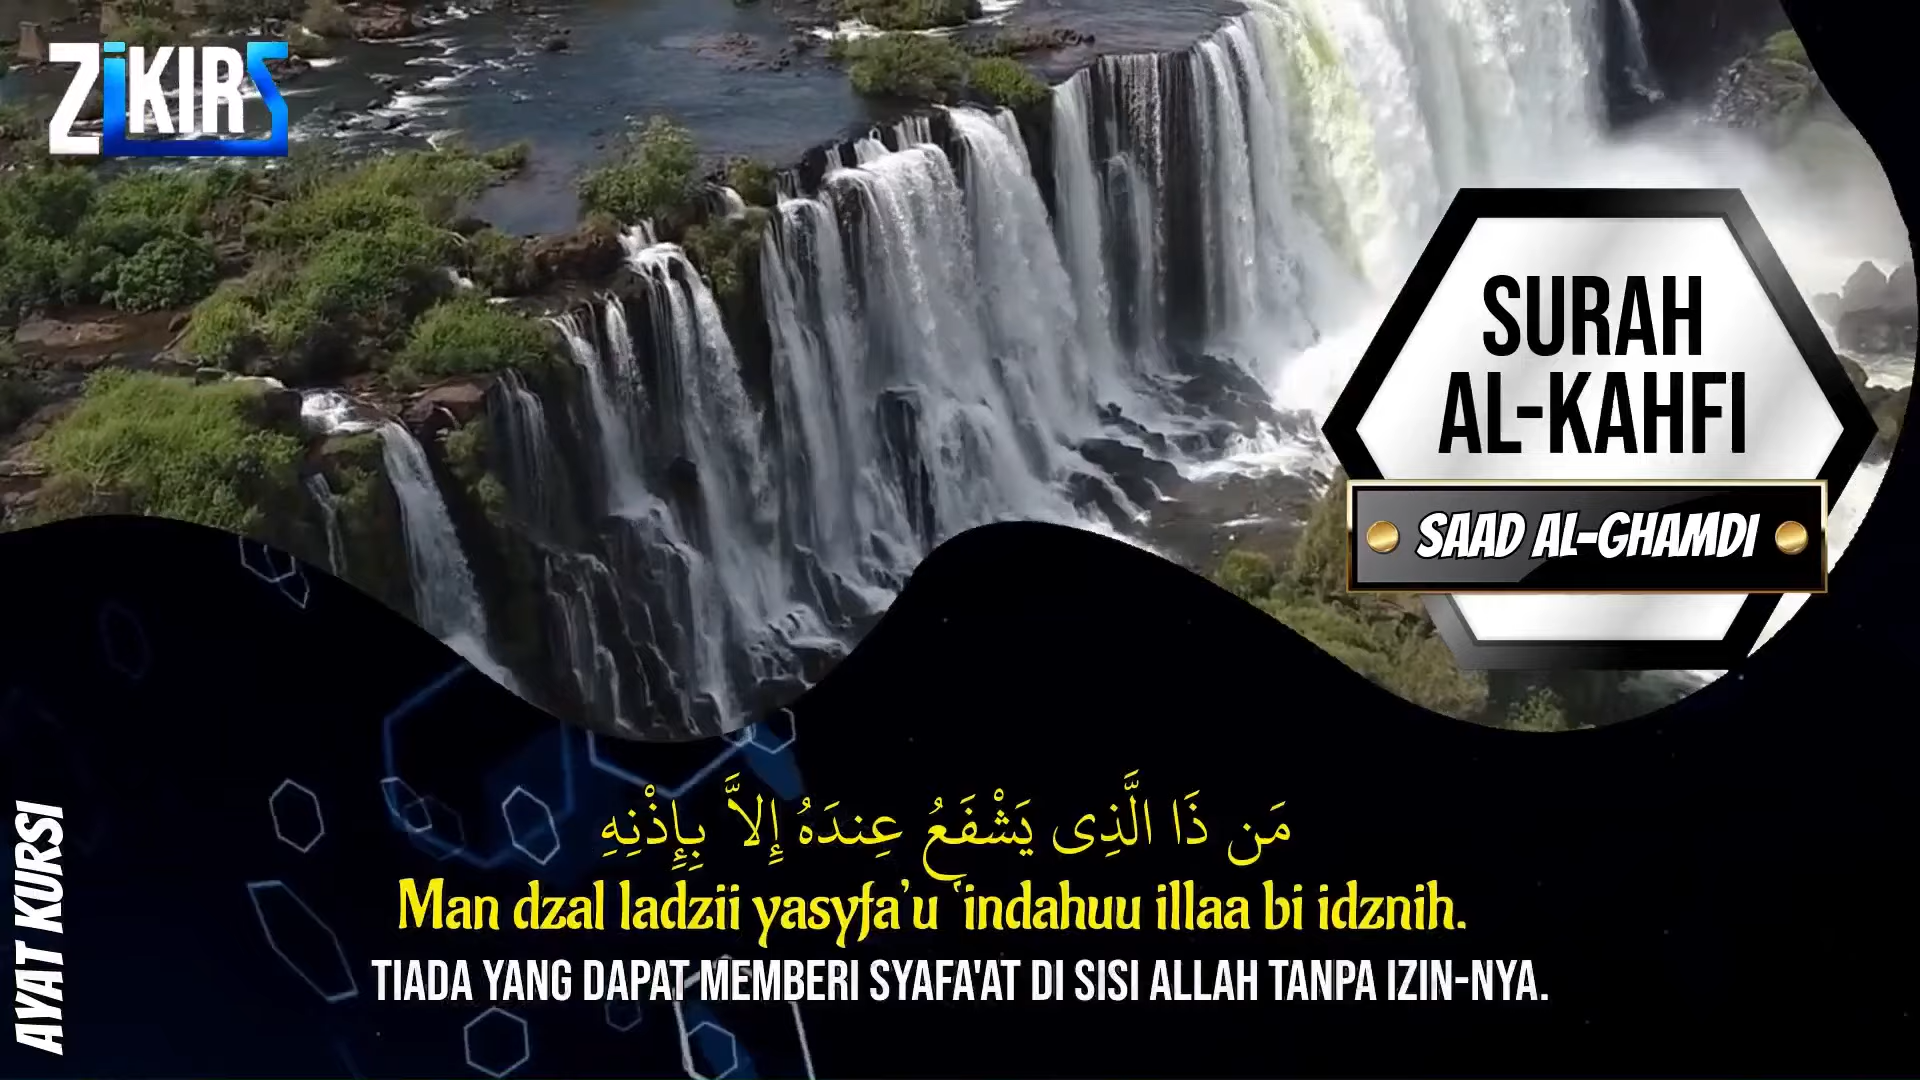 ZIKIRS
SURAH
AL-KAHFI
SAAD AL-GHAMDI
مَن ذَا الَّذِى يَشْفَعُ عِندَهُ إِلاَّ بِإِذْنِهِ
Man dzal ladzii yasyfa’u ‘indahuu illaa bi idznih.
TIADA YANG DAPAT MEMBERI SYAFA'AT DI SISI ALLAH TANPA IZIN-NYA.
AYAT KURSI